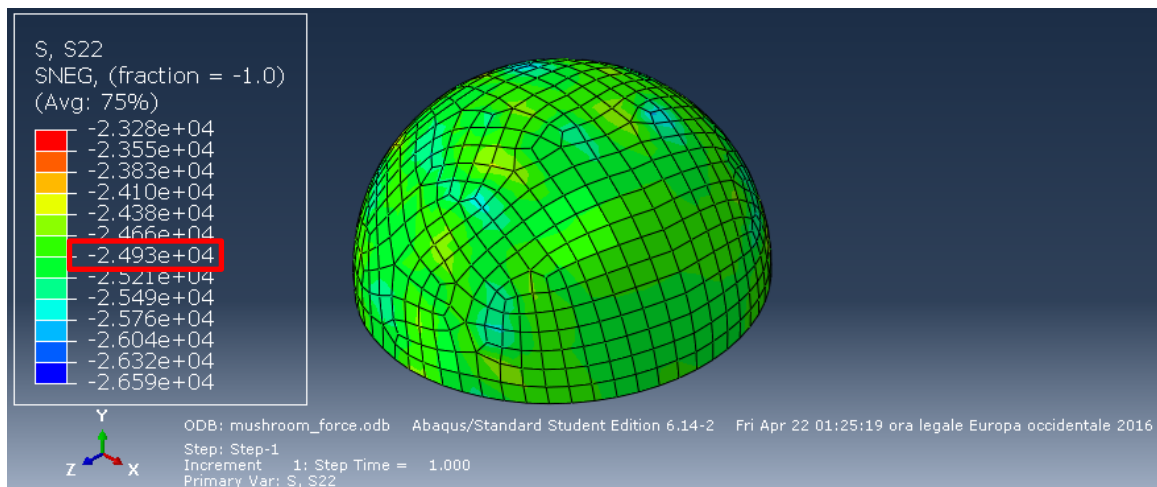 S, S22
SNEG, (fraction = -1.0)
(Avg: 75%)
-2.328e+04
-2.355e+04
-2.383e+04
-2.410e+04
-2.438e+04
-2.466e+04
-2.493e+04
-2.521e+04
-2.549e+04
-2.576e+04
-2.604e+04
-2.632e+04
-2.659e+04
Y
Z
X
ODB: mushroom_force.odb Abaqus/Standard Student Edition 6.14-2 Fri Apr 22 01:25:19 ora legale Europa occidentale 2016
Step: Step-1
Increment 1: Step Time = 1.000
Primary Var: S, S22